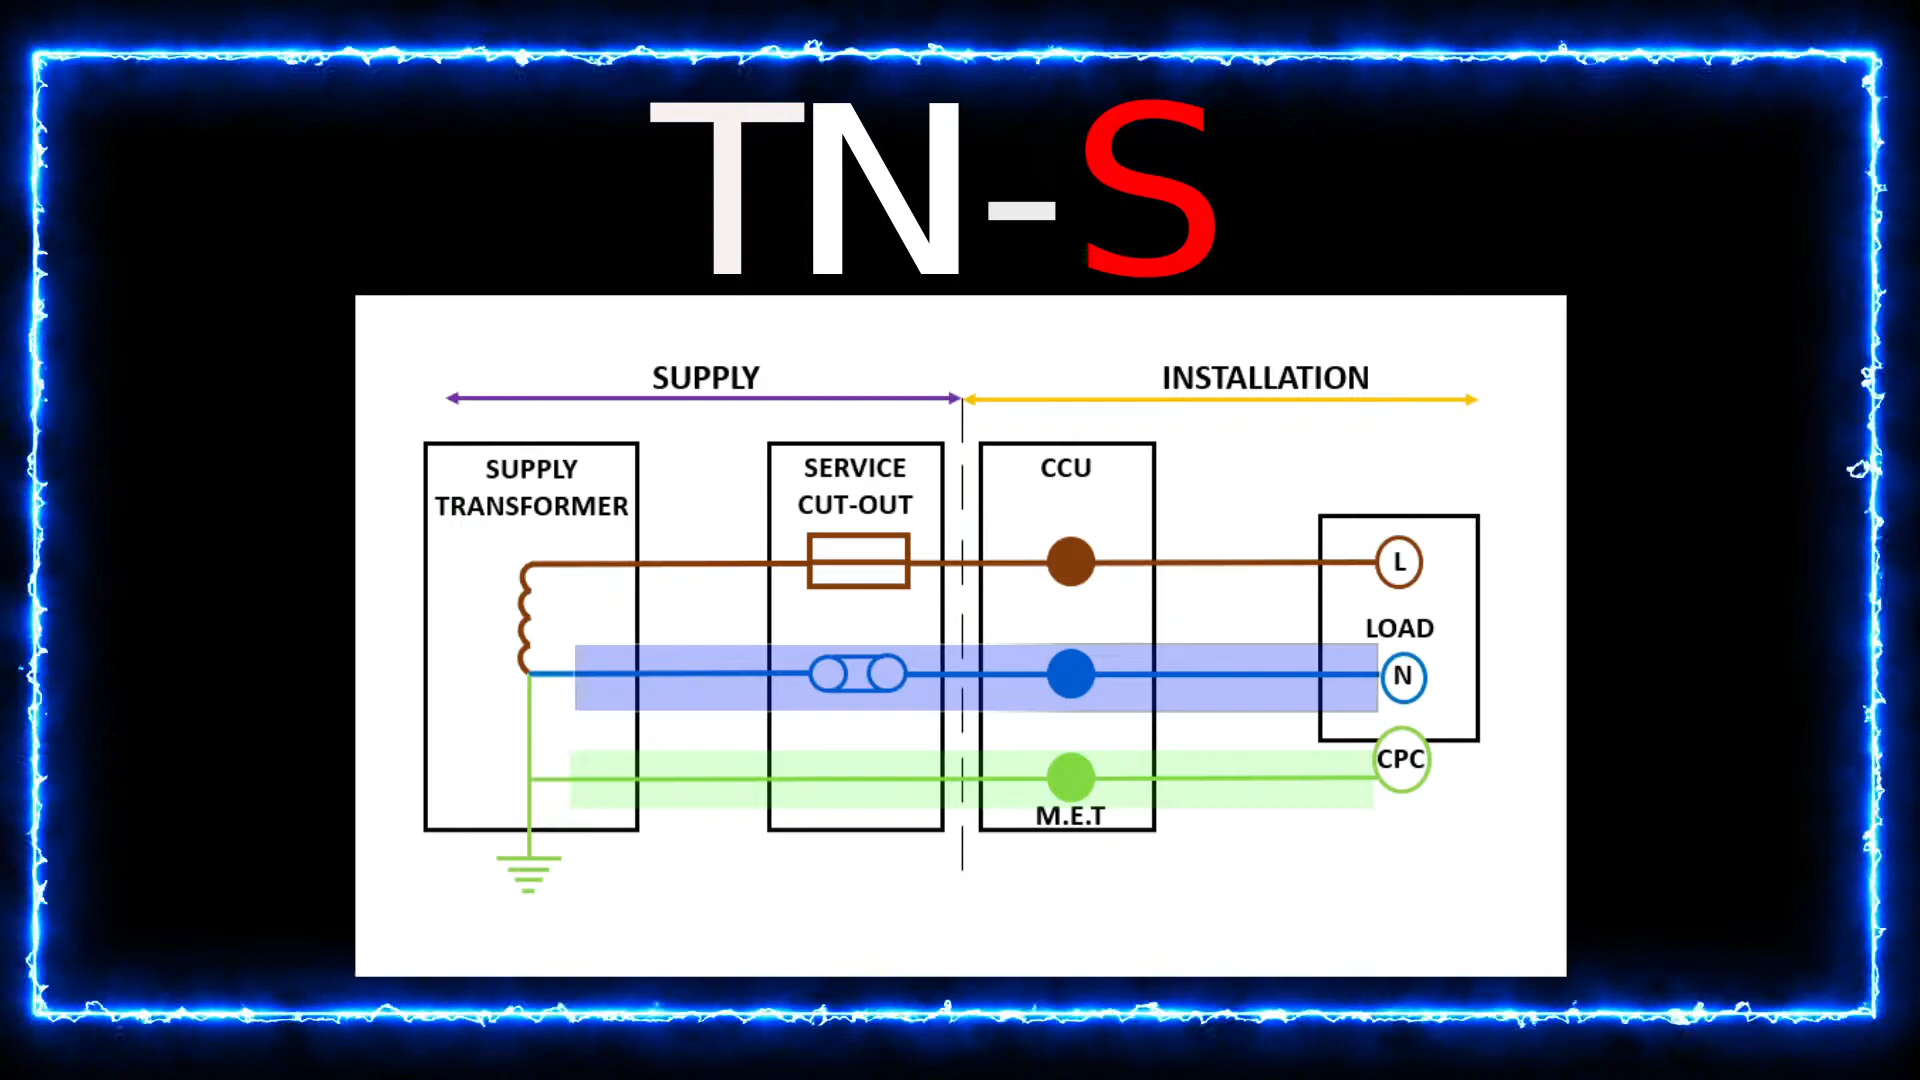 TN-S
SUPPLY
INSTALLATION
SUPPLY
TRANSFORMER
SERVICE
CUT-OUT
CCU
L
LOAD
N
CPC
M.E.T